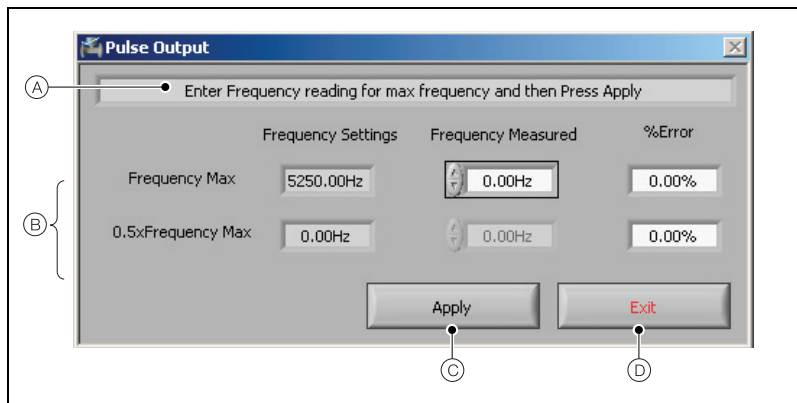 Pulse Output
A Enter Frequency reading for max frequency and then Press Apply
Frequency Settings Frequency Measured %Error
Frequency Max 5250.00Hz 0.00Hz 0.00%
B
0.5xFrequency Max 0.00Hz 0.00Hz 0.00%
Apply Exit
C D